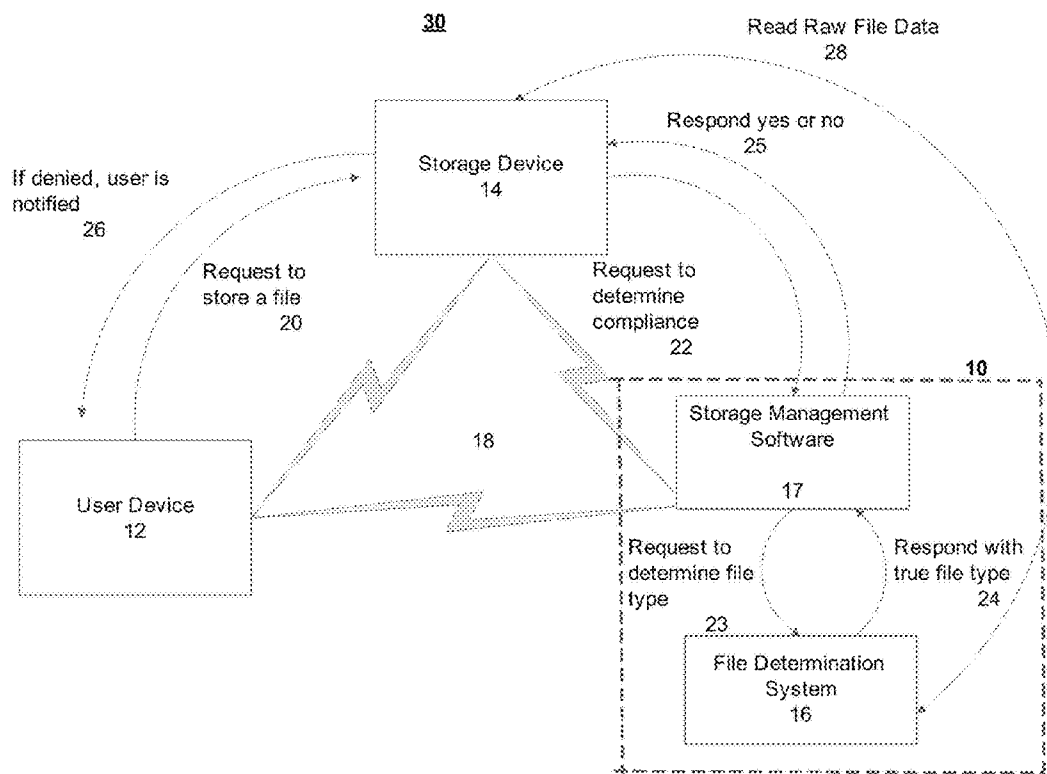 30
Read Raw File Data
28
Storage Device
14
Respond yes or no
25
If denied, user is
notified
26
Request to
store a file
20
Request to
determine
compliance
22
10
Storage Management
Software
17
18
User Device
12
Request to
determine file
type
23
Respond with
true file type
24
File Determination
System
16